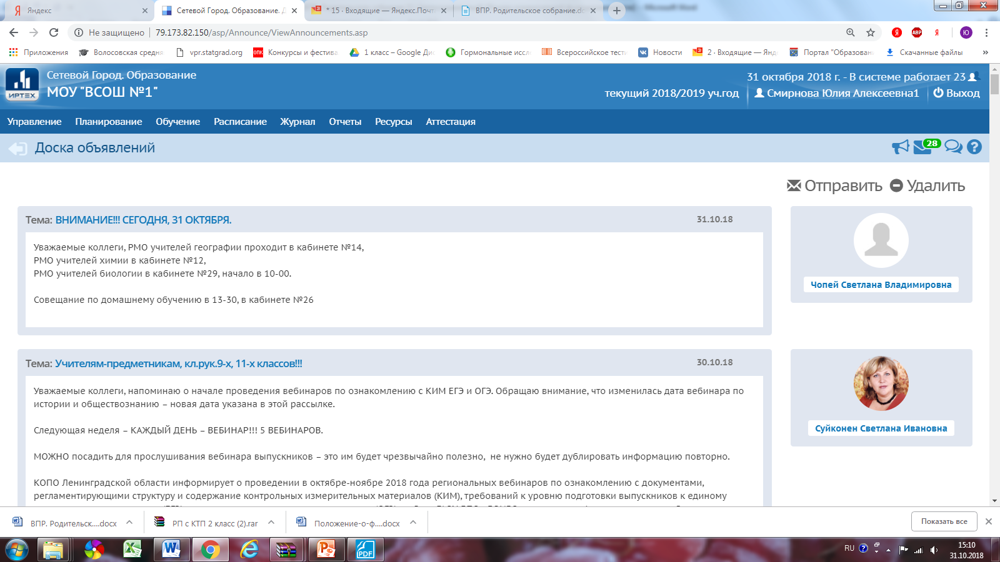 Яндекс
Сетевой Город. Образование. Д
* 15 · Входящие — Яндекс.Почт
ВПР. Родительское собрание.dc
Microsoft Word
Не защищено
79.173.82.150/asp/Announce/ViewAnnouncements.asp
ABP
Я
Ю
Приложения
Волосовская средня
vpr.statgrad.org
Конкурсы и фестива
1 класс – Google Дис
Гормональные иссл
Всероссийское тести
Новости
2 · Входящие — Янд
Портал "Образован
Скачанные файлы
»
ИРТЕХ
Сетевой Город. Образование
МОУ "ВСОШ №1"
31 октября 2018 г. - В системе работает 23
текущий 2018/2019 уч.год
Смирнова Юлия Алексеевна1
Выход
Управление
Планирование
Обучение
Расписание
Журнал
Отчеты
Ресурсы
Аттестация
Доска объявлений
28
Отправить
Удалить
Тема: ВНИМАНИЕ!!! СЕГОДНЯ, 31 ОКТЯБРЯ.
31.10.18
Уважаемые коллеги, РМО учителей географии проходит в кабинете №14,
РМО учителей химии в кабинете №12,
РМО учителей биологии в кабинете №29, начало в 10-00.
Совещание по домашнему обучению в 13-30, в кабинете №26
Чопей Светлана Владимировна
Тема: Учителям-предметникам, кл.рук.9-х, 11-х классов!!!
30.10.18
Уважаемые коллеги, напоминаю о начале проведения вебинаров по ознакомлению с КИМ ЕГЭ и ОГЭ. Обращаю внимание, что изменилась дата вебинара по
истории и обществознанию – новая дата указана в этой рассылке.
Следующая неделя – КАЖДЫЙ ДЕНЬ – ВЕБИНАР!!! 5 ВЕБИНАРОВ.
МОЖНО посадить для прослушивания вебинара выпускников – это им будет чрезвычайно полезно, не нужно будет дублировать информацию повторно.
КОПО Ленинградской области информирует о проведении в октябре-ноябре 2018 года региональных вебинаров по ознакомлению с документами,
регламентирующими структуру и содержание контрольных измерительных материалов (КИМ), требований к уровню подготовки выпускников к единому
Суйконен Светлана Ивановна
ВПР. Родительск....docx
РП с КТП 2 класс (2).rar
Положение-о-ф....docx
Показать все
PDF
RU
15:10
31.10.2018